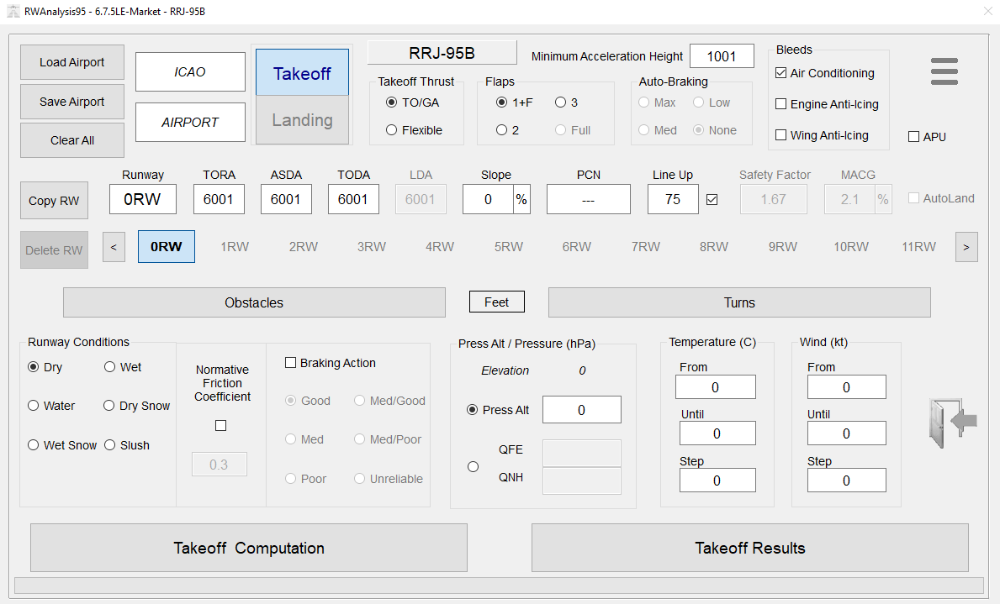 RWAnalysis95 - 6.7.5LE-Market - RRJ-95B
Load Airport
Save Airport
Clear All
ICAO
AIRPORT
Takeoff
Landing
RRJ-95B
Minimum Acceleration Height 1001
Takeoff Thrust
TO/GA
Flexible
Flaps
1+F 3
2 Full
Auto-Braking
Max Low
Med None
Bleeds
Air Conditioning
Engine Anti-Icing
Wing Anti-Icing
APU
Runway TORA ASDA TODA LDA Slope PCN Line Up Safety Factor MACG
Copy RW 0RW 6001 6001 6001 6001 0 % --- 75 1.67 2.1 % AutoLand
Delete RW < 0RW 1RW 2RW 3RW 4RW 5RW 6RW 7RW 8RW 9RW 10RW 11RW >
Obstacles Feet Turns
Runway Conditions
Dry Wet
Water Dry Snow
Wet Snow Slush
Normative
Friction
Coefficient
0.3
Braking Action
Good Med/Good
Med Med/Poor
Poor Unreliable
Press Alt / Pressure (hPa)
Elevation 0
Press Alt 0
QFE
QNH
Temperature (C)
From
0
Until
0
Step
0
Wind (kt)
From
0
Until
0
Step
0
Takeoff Computation
Takeoff Results